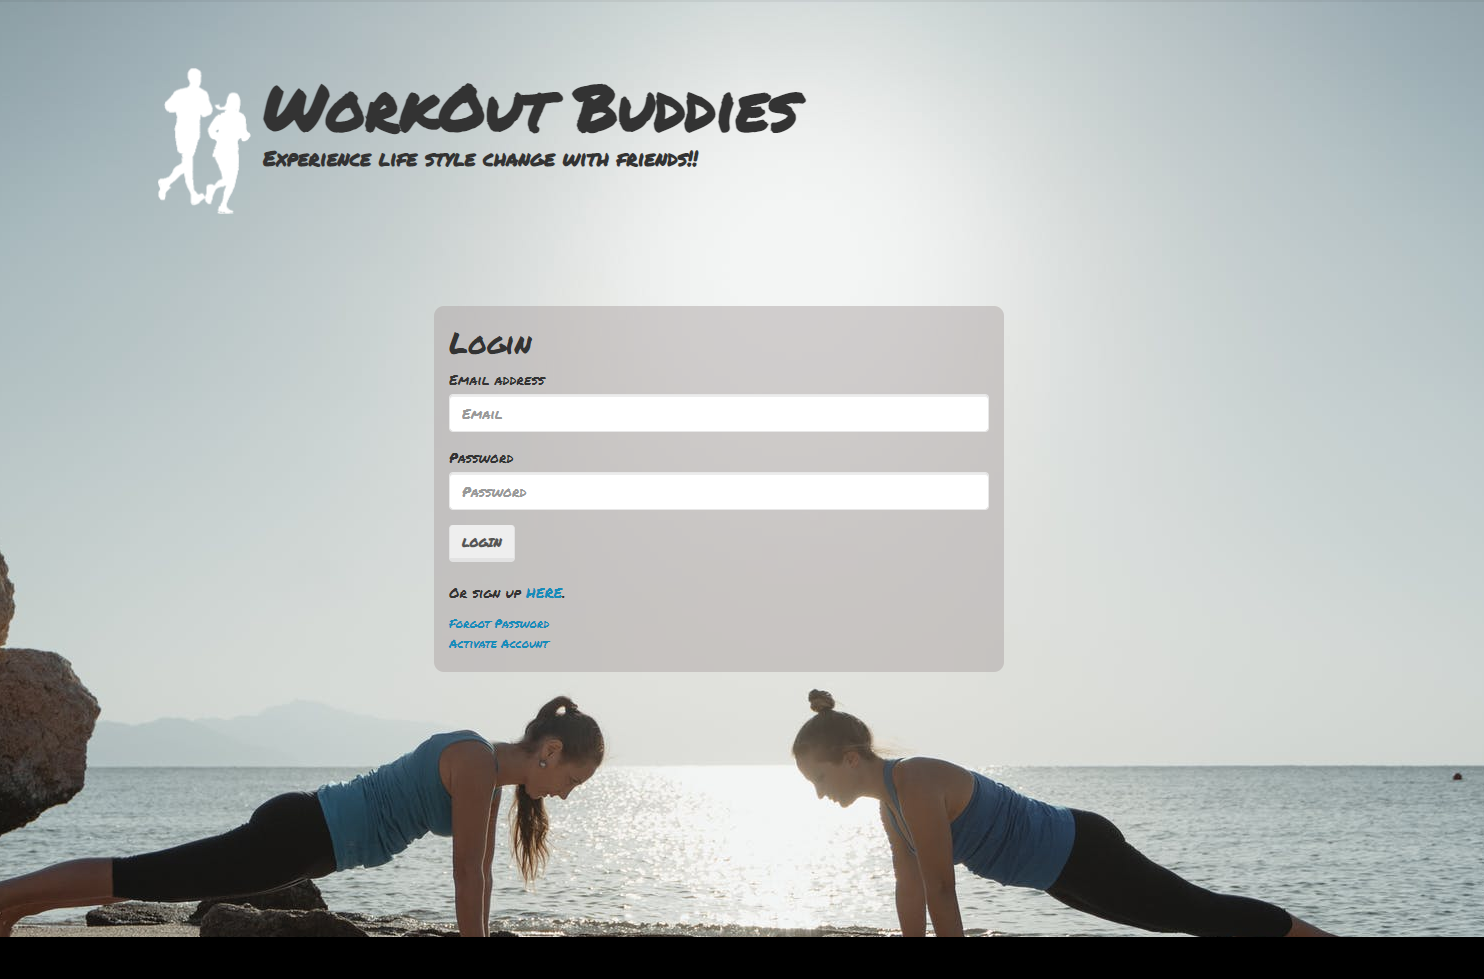 WorkOut Buddies
Experience life style change with friends!!
Login
Email address
Email
Password
Password
LOGIN
Or sign up HERE.
Forgot Password
Activate Account